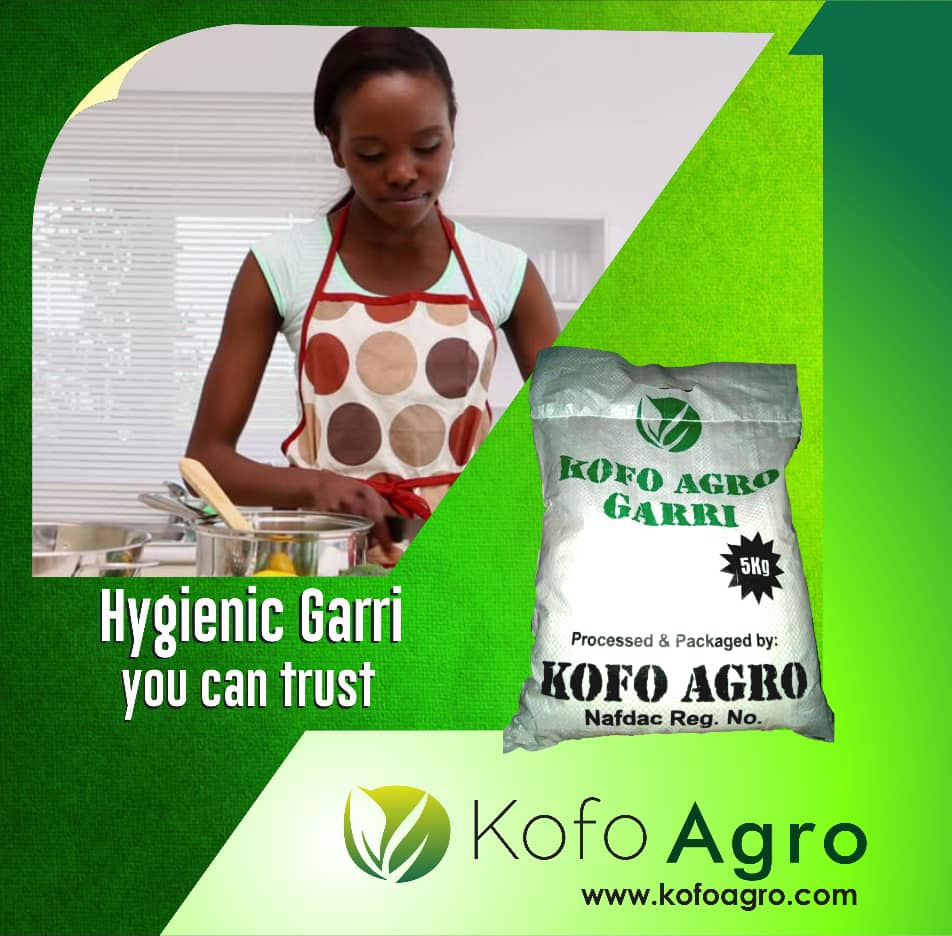 KOFO AGRO
GARRI
5Kg
Processed & Packaged by:
KOFO AGRO
Nafdac Reg. No.
Hygienic Garri
you can trust
Kofo Agro
www.kofoagro.com